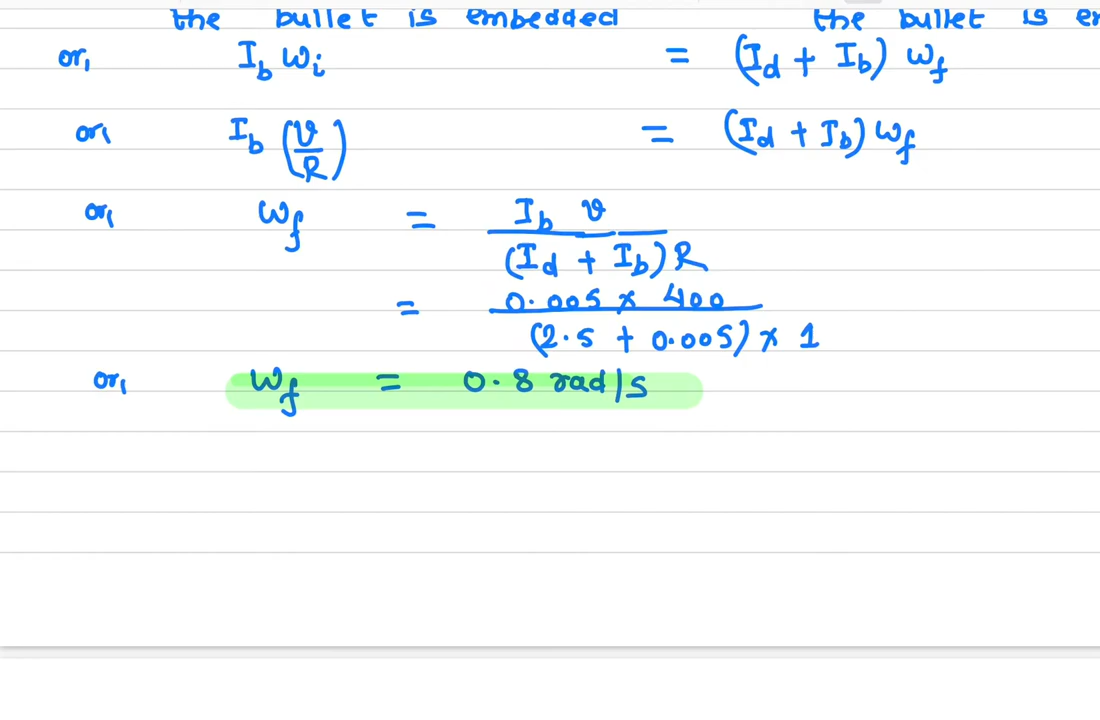 the bullet is embedded the bullet is
or, I_b ω_i = (I_d + I_b) ω_f
or, I_b (v/R) = (I_d + I_b) ω_f
or, ω_f = I_b v / (I_d + I_b) R
= 0.005 × 400 / (2.5 + 0.005) × 1
or, ω_f = 0.8 rad/s